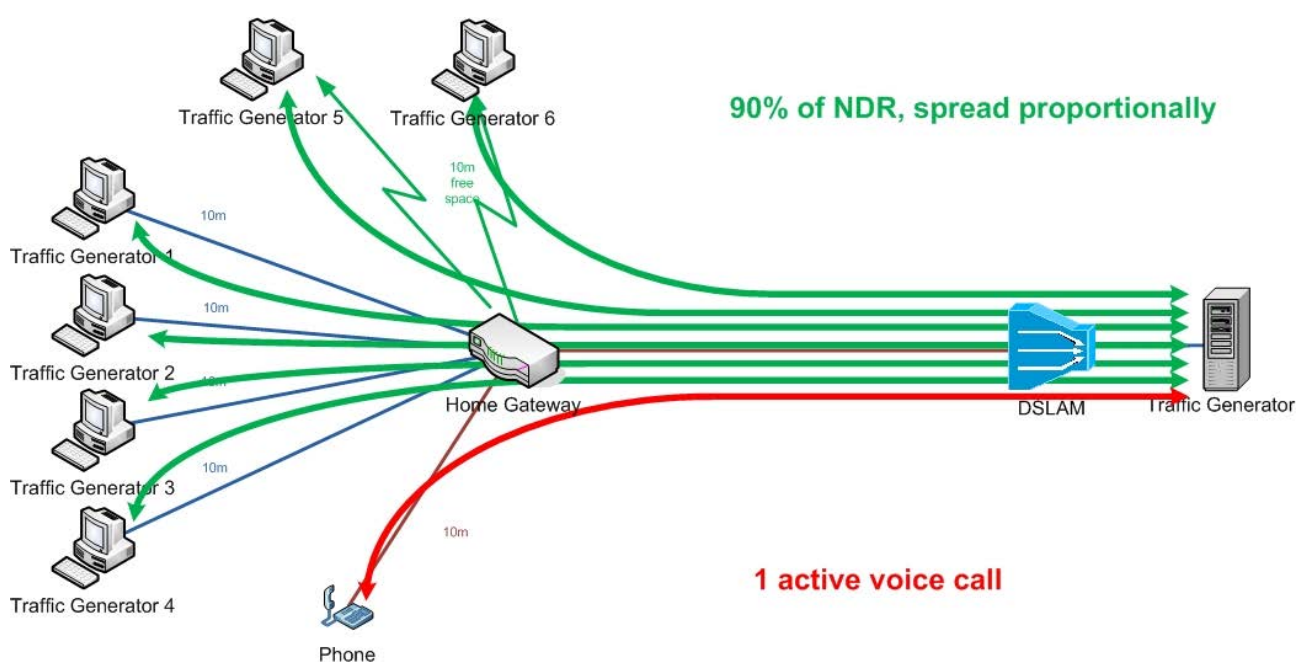 Traffic Generator 5
Traffic Generator 6
90% of NDR, spread proportionally
10m
free
space
10m
Traffic Generator 1
10m
Traffic Generator 2
10m
Traffic Generator 3
10m
Traffic Generator 4
Home Gateway
DSLAM
Traffic Generator
10m
1 active voice call
Phone